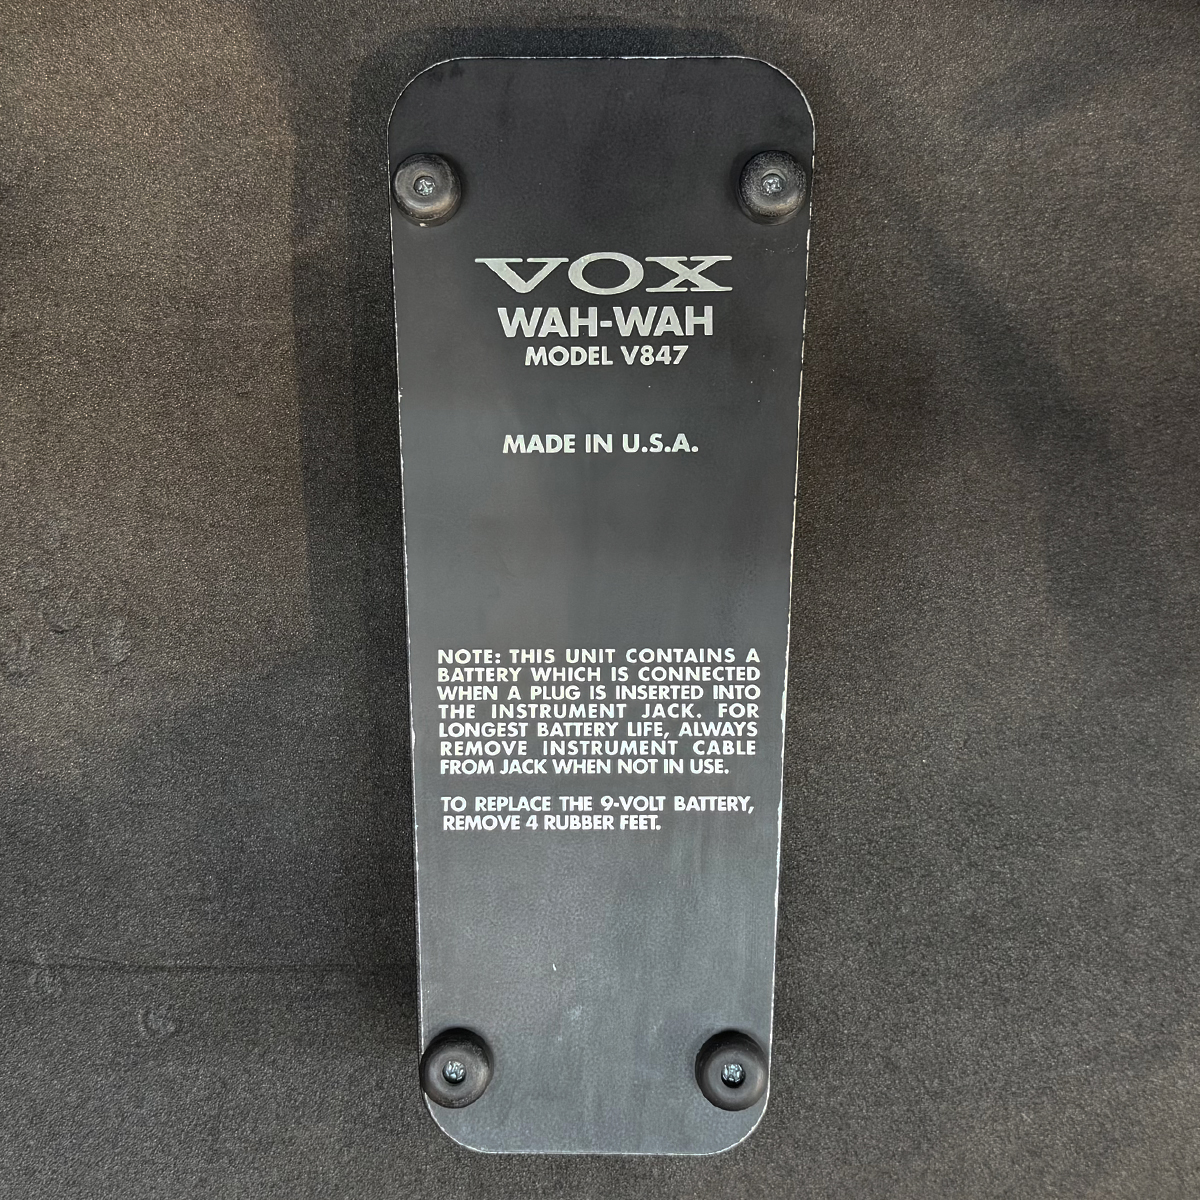 VOX
WAH-WAH
MODEL V847
MADE IN U.S.A.
NOTE: THIS UNIT CONTAINS A
BATTERY WHICH IS CONNECTED
WHEN A PLUG IS INSERTED INTO
THE INSTRUMENT JACK. FOR
LONGEST BATTERY LIFE, ALWAYS
REMOVE INSTRUMENT CABLE
FROM JACK WHEN NOT IN USE.
TO REPLACE THE 9-VOLT BATTERY,
REMOVE 4 RUBBER FEET.